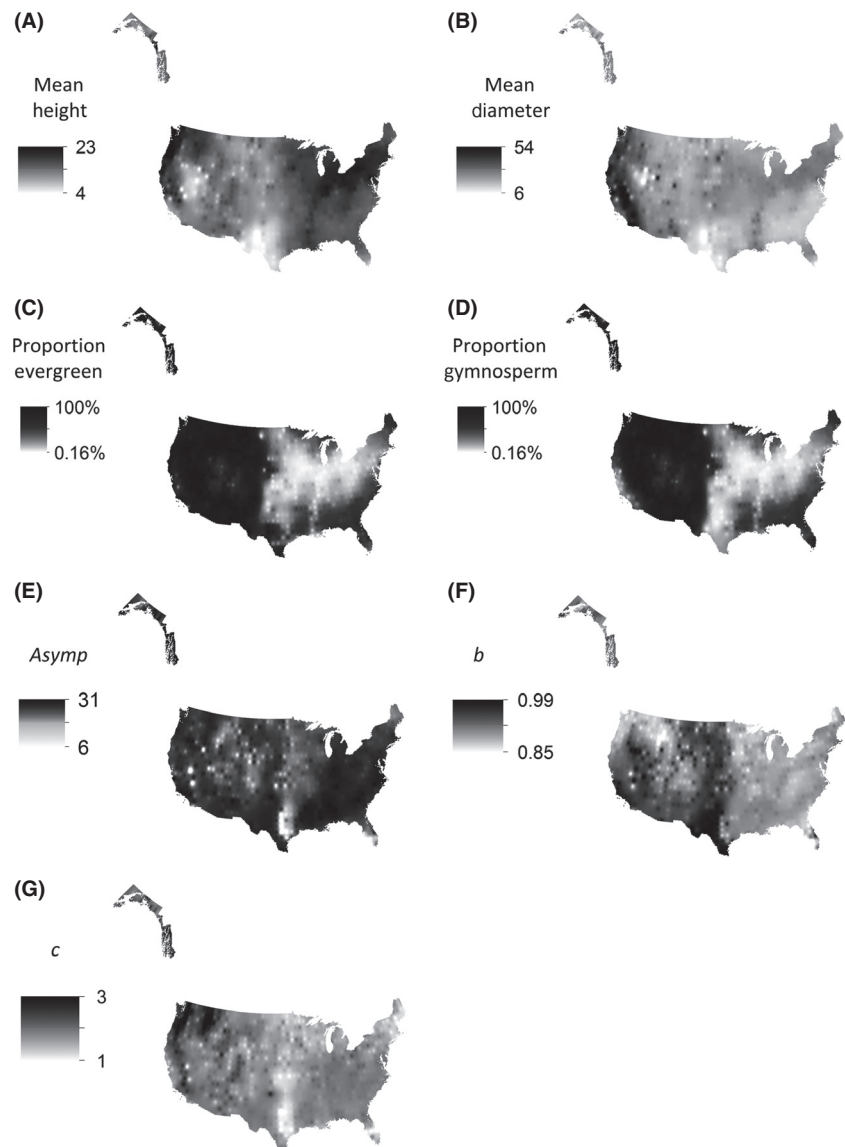 (A)
Mean
height
23
4
(B)
Mean
diameter
54
6
(C)
Proportion
evergreen
100%
0.16%
(D)
Proportion
gymnosperm
100%
0.16%
(E)
Asymp
31
6
(F)
b
0.99
0.85
(G)
c
3
1